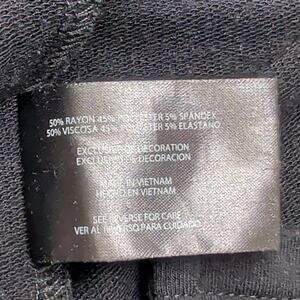 50% RAYON 45% POLYESTER 5% SPANDEX
50% VISCOSA 45% POLIESTER 5% ELASTANO
EXCLUSIVE OF DECORATION
EXCLUSIVO DE DECORACION
MADE IN VIETNAM
HECHO EN VIETNAM
SEE REVERSE FOR CARE
VER AL REVERSO PARA CUIDADO